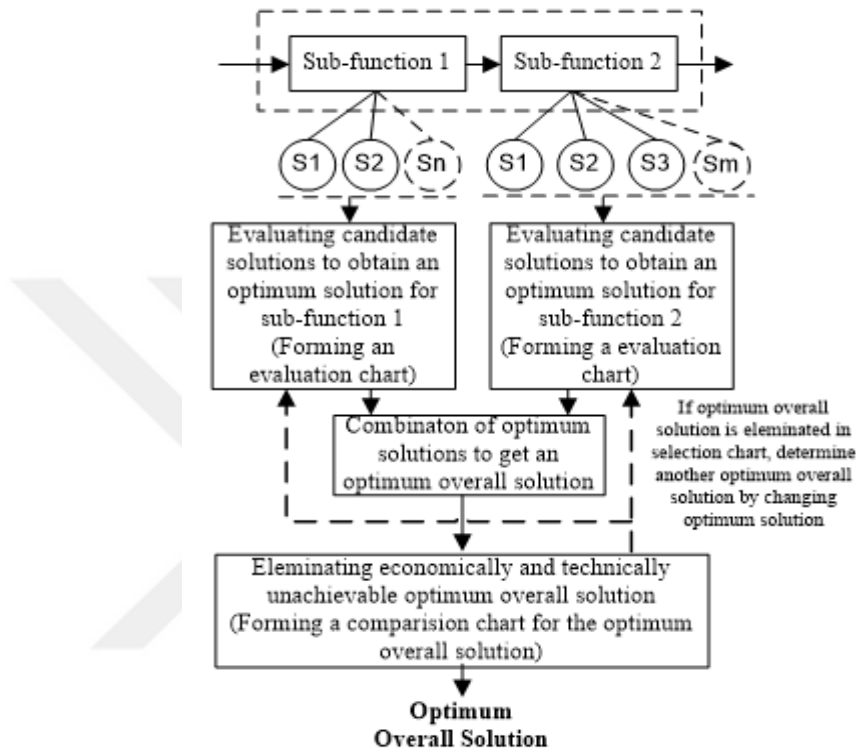 Sub-function 1
Sub-function 2
S1
S2
Sn
S1
S2
S3
Sm
Evaluating candidate
solutions to obtain an
optimum solution for
sub-function 1
(Forming an
evaluation chart)
Evaluating candidate
solutions to obtain an
optimum solution for
sub-function 2
(Forming a evaluation
chart)
If optimum overall
solution is eleminated in
selection chart, determine
another optimum overall
solution by changing
optimum solution
Combinaton of optimum
solutions to get an
optimum overall solution
Eleminating economically and technically
unachievable optimum overall solution
(Forming a comparision chart for the optimum
overall solution)
Optimum
Overall Solution